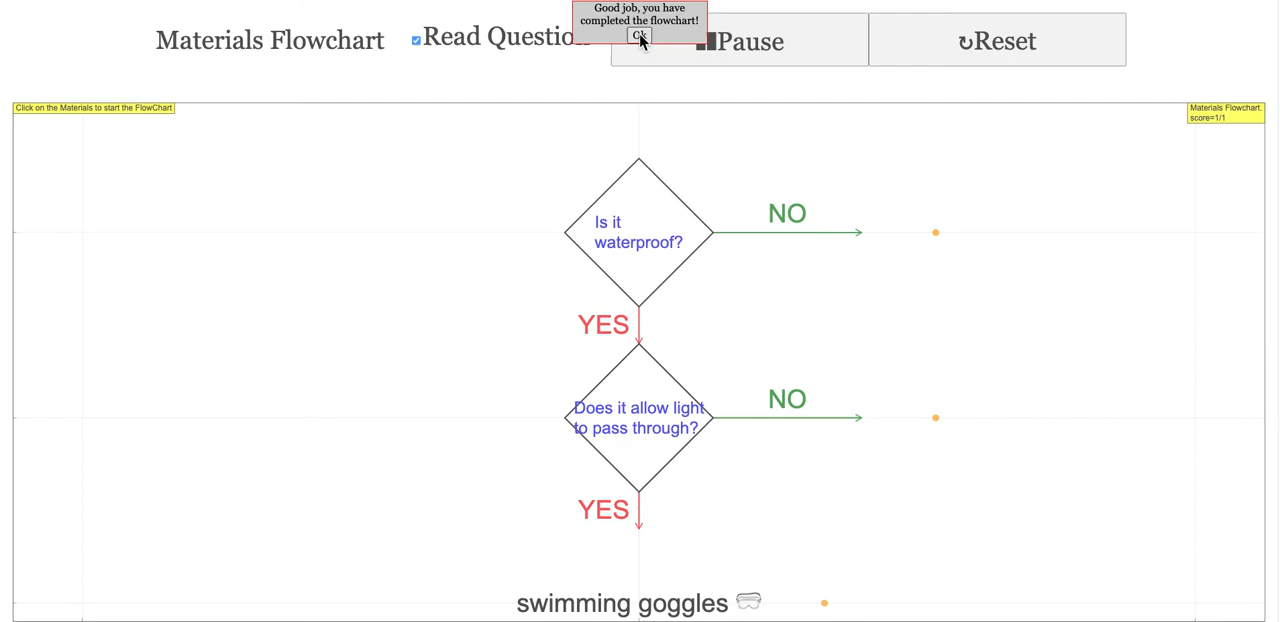 Good job, you have
completed the flowchart!
Ok
Materials Flowchart
Read Question
Pause
↻Reset
Click on the Materials to start the FlowChart
Materials Flowchart.
score=1/1
Is it
waterproof?
NO
YES
Does it allow light
to pass through?
NO
YES
swimming goggles